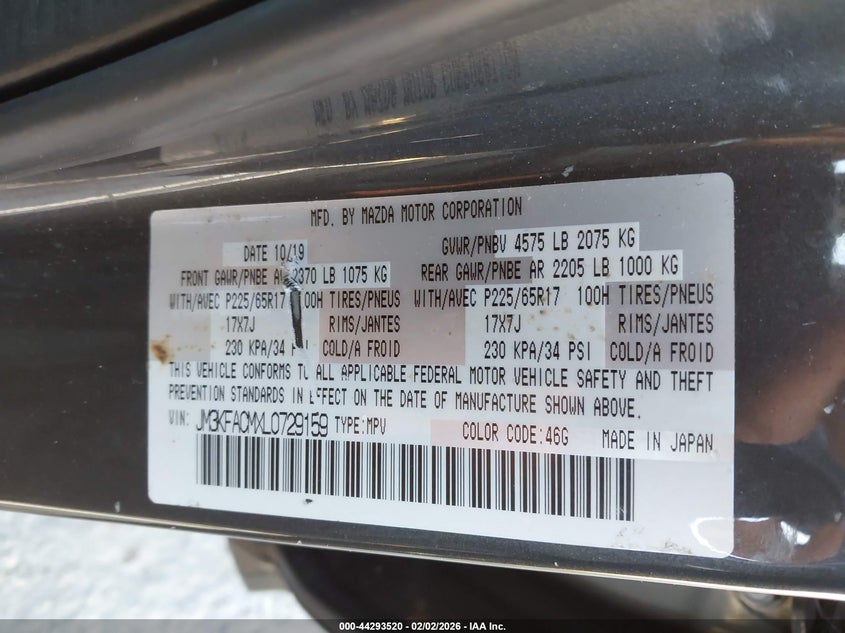 MFD. BY MAZDA MOTOR CORPORATION
DATE 10/19 GVWR/PNBV 4575 LB 2075 KG
FRONT GAWR/PNBE AV 2370 LB 1075 KG REAR GAWR/PNBE AR 2205 LB 1000 KG
WITH/AVEC P225/65R17 100H TIRES/PNEUS WITH/AVEC P225/65R17 100H TIRES/PNEUS
17X7J RIMS/JANTES 17X7J RIMS/JANTES
230 KPA/34 PSI COLD/A FROID 230 KPA/34 PSI COLD/A FROID
THIS VEHICLE CONFORMS TO ALL APPLICABLE FEDERAL MOTOR VEHICLE SAFETY AND THEFT
PREVENTION STANDARDS IN EFFECT ON THE DATE OF MANUFACTURE SHOWN ABOVE.
VIN: JM3KFACMXL0729159 TYPE:MPV COLOR CODE:46G MADE IN JAPAN
000-44293520 - 02/02/2026 - IAA Inc.